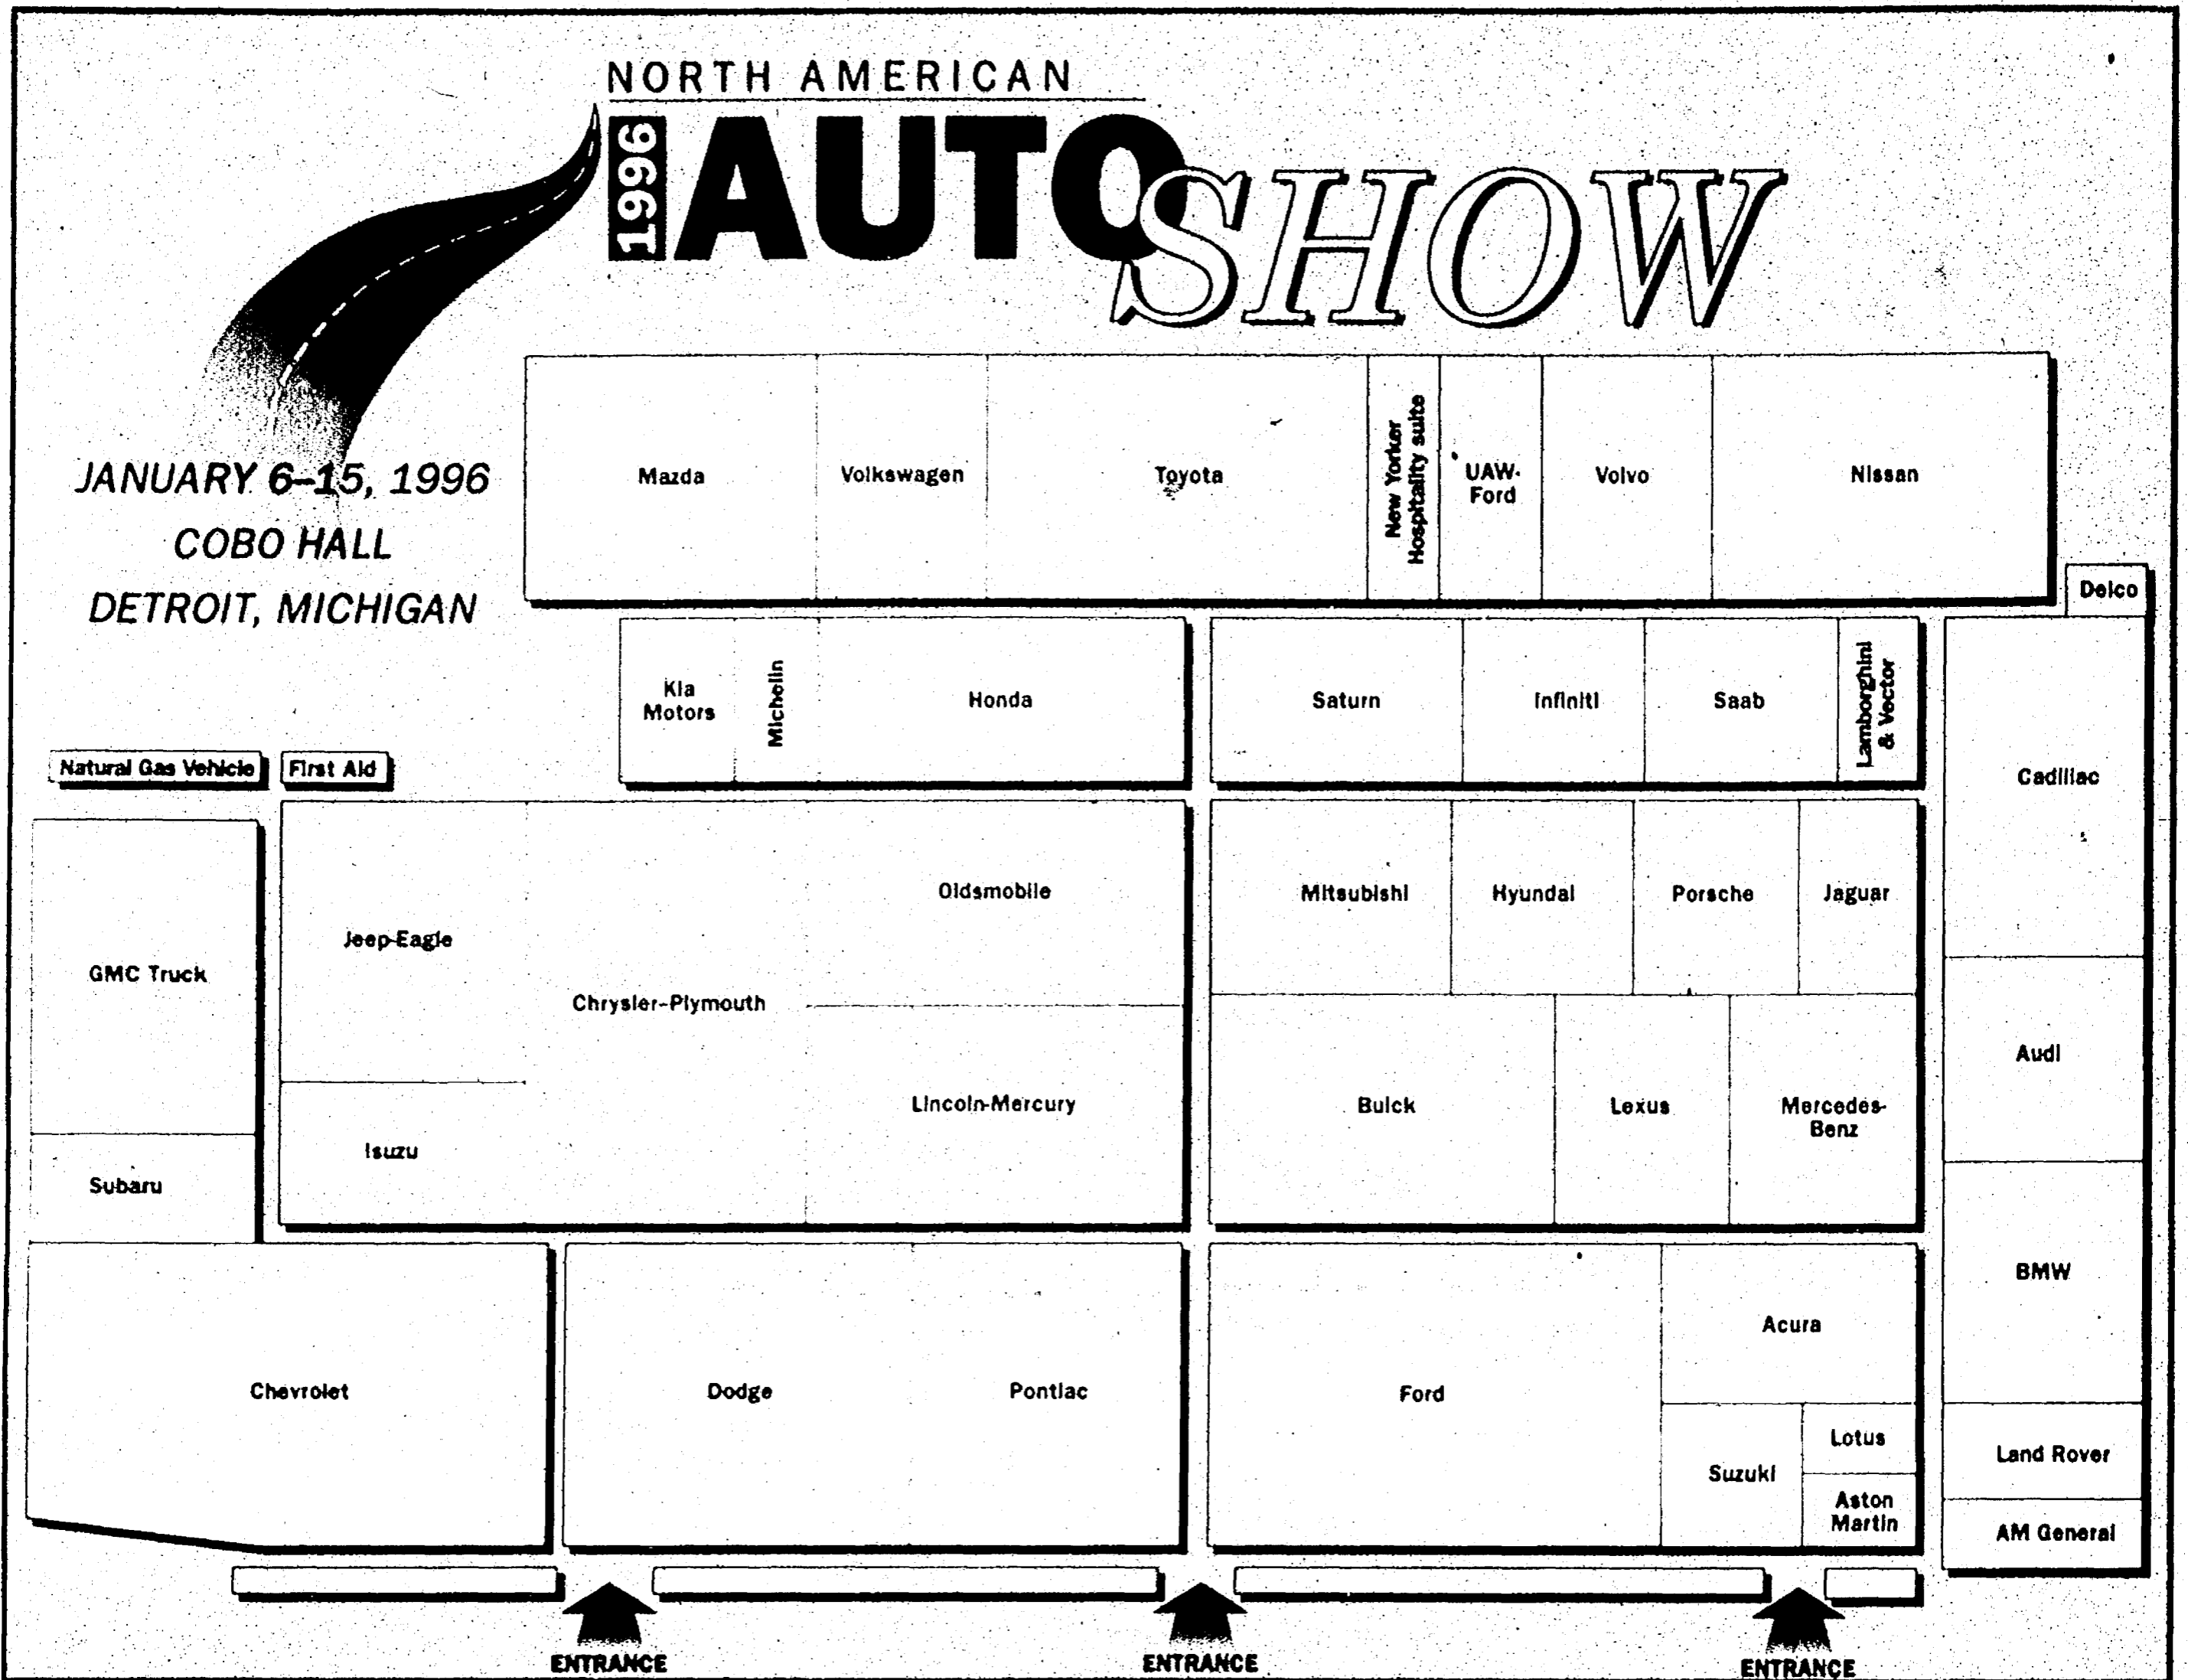 NORTH AMERICAN
1996 AUTO SHOW
JANUARY 6–15, 1996
COBO HALL
DETROIT, MICHIGAN
Mazda
Volkswagen
Toyota
New Yorker
Hospitality suite
UAW-
Ford
Volvo
Nissan
Delco
Kia
Motors
Michelin
Honda
Saturn
Infiniti
Saab
Lamborghini
& Vector
Cadillac
Natural Gas Vehicle
First Aid
GMC Truck
Jeep-Eagle
Chrysler-Plymouth
Oldsmobile
Mitsubishi
Hyundai
Porsche
Jaguar
Audi
Subaru
Isuzu
Lincoln-Mercury
Buick
Lexus
Mercedes-
Benz
BMW
Chevrolet
Dodge
Pontiac
Ford
Acura
Suzuki
Lotus
Aston
Martin
Land Rover
AM General
ENTRANCE
ENTRANCE
ENTRANCE